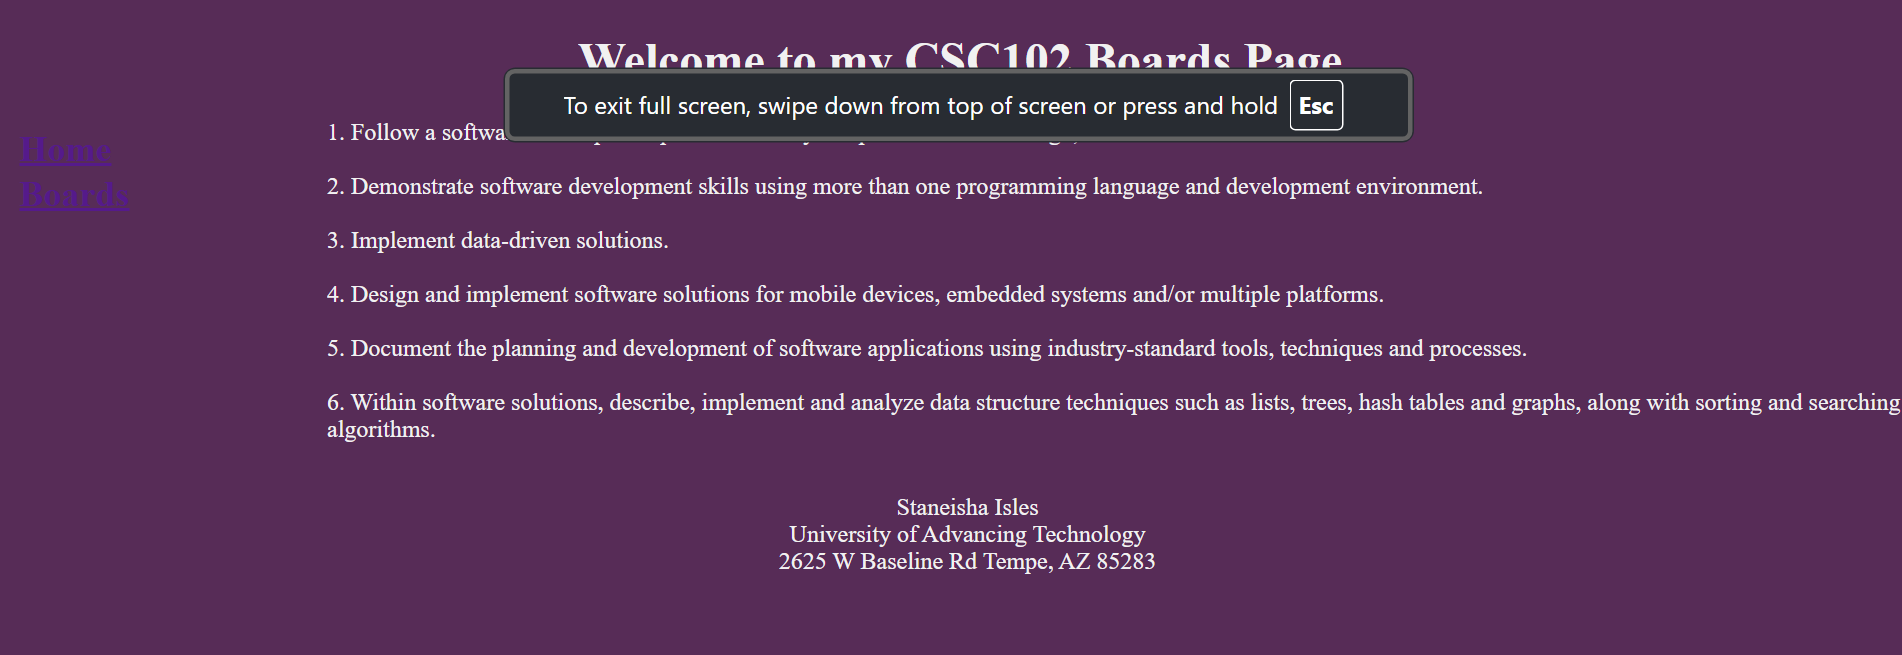 Welcome to my CSC102 Boards Page
To exit full screen, swipe down from top of screen or press and hold Esc
Home
Boards
1. Follow a
2. Demonstrate software development skills using more than one programming language and development environment.
3. Implement data-driven solutions.
4. Design and implement software solutions for mobile devices, embedded systems and/or multiple platforms.
5. Document the planning and development of software applications using industry-standard tools, techniques and processes.
6. Within software solutions, describe, implement and analyze data structure techniques such as lists, trees, hash tables and graphs, along with sorting and searching
algorithms.
Staneisha Isles
University of Advancing Technology
2625 W Baseline Rd Tempe, AZ 85283